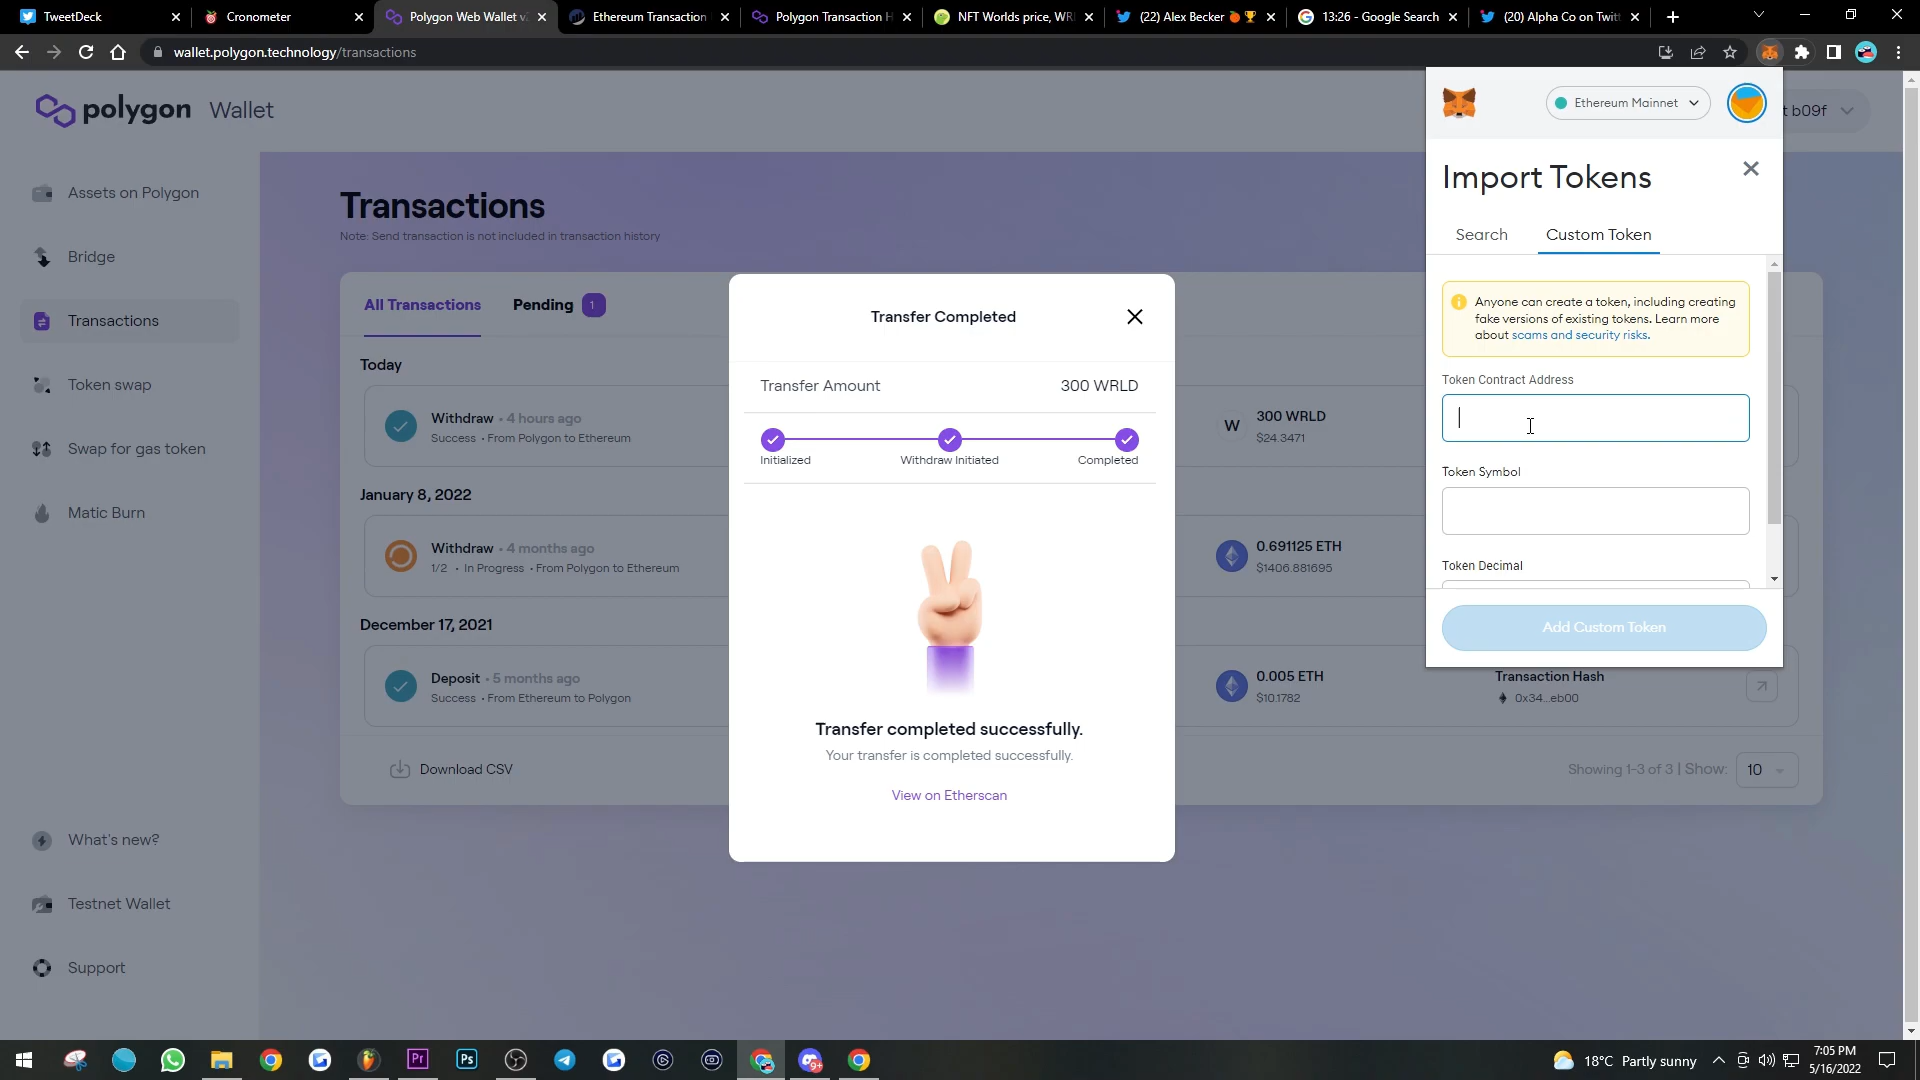 TweetDeck
Cronometer
Polygon Web Wallet v
Ethereum Transaction
Polygon Transaction H
NFT Worlds price, WR
(22) Alex Becker 🍊🏆
13:26 - Google Search
(20) Alpha Co on Twit
wallet.polygon.technology/transactions
polygon Wallet
Ethereum Mainnet
t b09f
Assets on Polygon
Bridge
Transactions
Token swap
Swap for gas token
Matic Burn
What's new?
Testnet Wallet
Support
Transactions
Note: Send transaction is not included in transaction history
All Transactions
Pending 1
Today
Withdraw • 4 hours ago
Success • From Polygon to Ethereum
W
300 WRLD
$24.3471
January 8, 2022
Withdraw • 4 months ago
1/2 • In Progress • From Polygon to Ethereum
0.691125 ETH
$1406.881695
December 17, 2021
Deposit • 5 months ago
Success • From Ethereum to Polygon
0.005 ETH
$10.1782
Transaction Hash
0x34...eb00
Download CSV
Showing 1-3 of 3 | Show: 10
Transfer Completed
Transfer Amount 300 WRLD
Initialized
Withdraw Initiated
Completed
Transfer completed successfully.
Your transfer is completed successfully.
View on Etherscan
Import Tokens
Search
Custom Token
Anyone can create a token, including creating
fake versions of existing tokens. Learn more
about scams and security risks.
Token Contract Address
Token Symbol
Token Decimal
Add Custom Token
Pr
Ps
9+
18°C Partly sunny
7:05 PM
5/16/2022